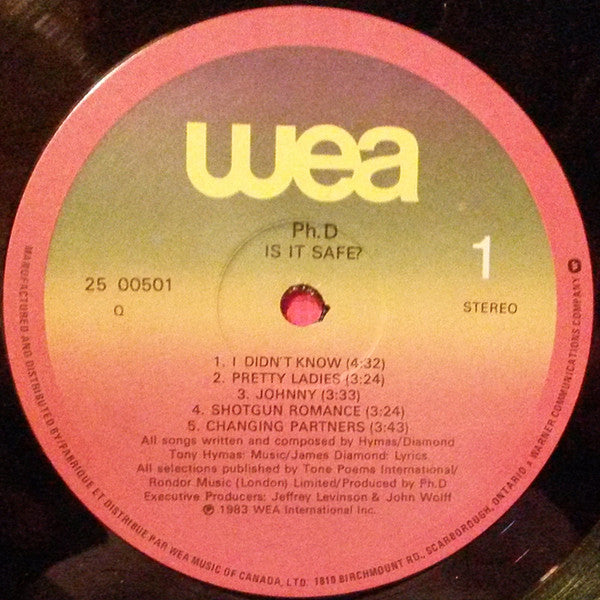 wea
Ph.D
IS IT SAFE?
1
25 00501
Q
STEREO
1. I DIDN'T KNOW (4:32)
2. PRETTY LADIES (3:24)
3. JOHNNY (3:33)
4. SHOTGUN ROMANCE (3:24)
5. CHANGING PARTNERS (3:43)
All songs written and composed by Hymas/Diamond
Tony Hymas: Music/James Diamond: Lyrics
All selections published by Tone Poems International/
Rondor Music (London) Limited/Produced by Ph.D
Executive Producers: Jeffrey Levinson & John Wolff
℗ 1983 WEA International Inc.
MANUFACTURED AND DISTRIBUTED BY/FABRIQUE ET DISTRIBUE PAR WEA MUSIC OF CANADA, LTD. 1810 BIRCHMOUNT RD., SCARBOROUGH, ONTARIO A WARNER COMMUNICATIONS COMPANY